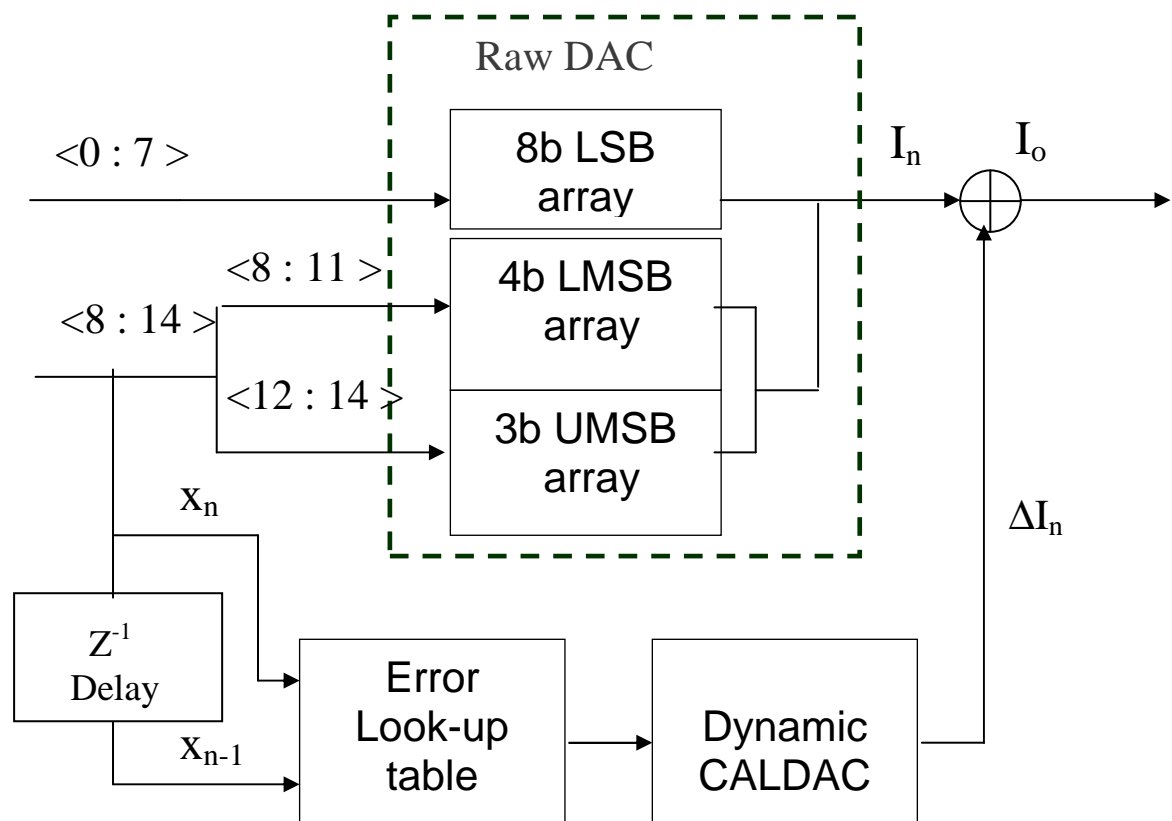 Raw DAC
<0 : 7 >
8b LSB
array
I_n
I_o
<8 : 11 >
4b LMSB
array
<8 : 14 >
<12 : 14 >
3b UMSB
array
x_n
ΔI_n
Z^-1
Delay
x_n-1
Error
Look-up
table
Dynamic
CALDAC